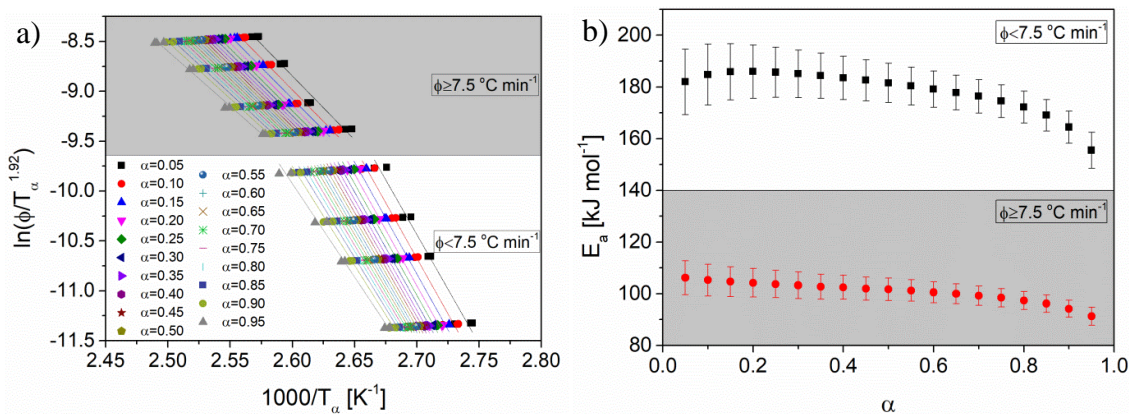 a)
ln(ϕ/Tα^1.92)
-8.5
-9.0
-9.5
-10.0
-10.5
-11.0
-11.5
ϕ≥7.5 °C min⁻¹
ϕ<7.5 °C min⁻¹
α=0.05
α=0.10
α=0.15
α=0.20
α=0.25
α=0.30
α=0.35
α=0.40
α=0.45
α=0.50
α=0.55
α=0.60
α=0.65
α=0.70
α=0.75
α=0.80
α=0.85
α=0.90
α=0.95
2.45 2.50 2.55 2.60 2.65 2.70 2.75 2.80
1000/Tα [K⁻¹]
b)
Ea [kJ mol⁻¹]
200
180
160
140
120
100
80
ϕ<7.5 °C min⁻¹
ϕ≥7.5 °C min⁻¹
0.0 0.2 0.4 0.6 0.8 1.0
α